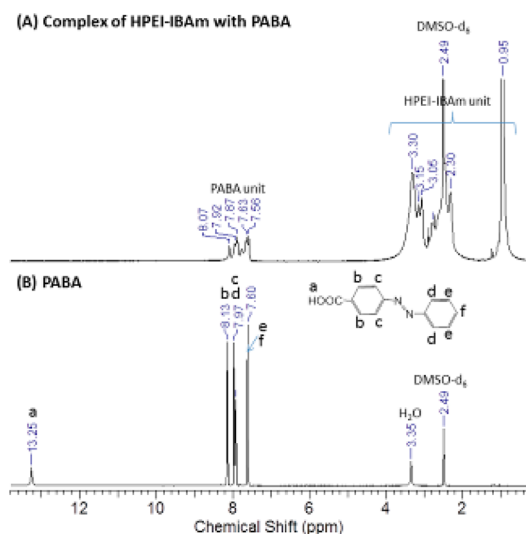 (A) Complex of HPEI-IBAm with PABA
DMSO-d6
2.49
0.95
HPEI-IBAm unit
3.30
3.15
3.05
2.30
PABA unit
8.07
7.92
7.87
7.63
7.56
(B) PABA
b
8.13
c
d
7.97
7.60
e
f
a
HOOC
b
c
N
N
d
e
f
b
c
d
e
DMSO-d6
2.49
H2O
3.35
a
13.25
12
10
8
6
4
2
Chemical Shift (ppm)